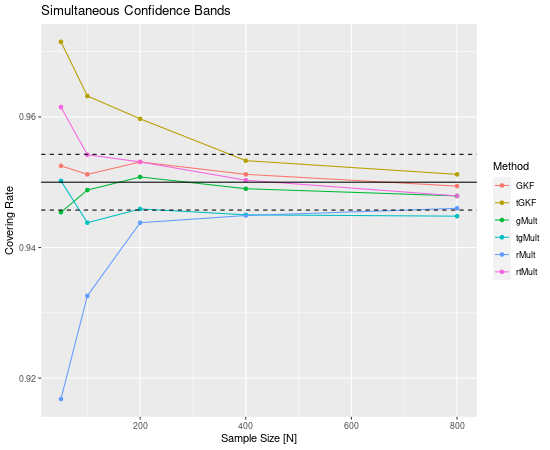 Simultaneous Confidence Bands
Covering Rate
0.96
0.94
0.92
200
400
600
800
Sample Size [N]
Method
GKF
tGKF
gMult
tgMult
rMult
rtMult